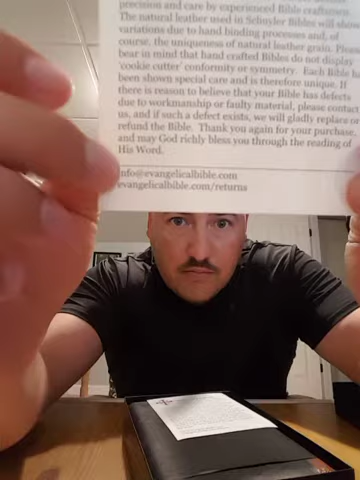 precision and care by experienced Bible craftsmen.
The natural leather used in Schuyler Bibles will show
variations due to hand binding processes and, of
course, the uniqueness of natural leather grain. Please
bear in mind that hand crafted Bibles do not display
'cookie cutter' conformity or symmetry. Each Bible h
been shown special care and is therefore unique. If
there is reason to believe that your Bible has defects
due to workmanship or faulty material, please contac
us, and if such a defect exists, we will gladly replace or
refund the Bible. Thank you again for your purchase,
and may God richly bless you through the reading of
His Word.
nfo@evangelicalbible.com
evangelicalbible.com/returns